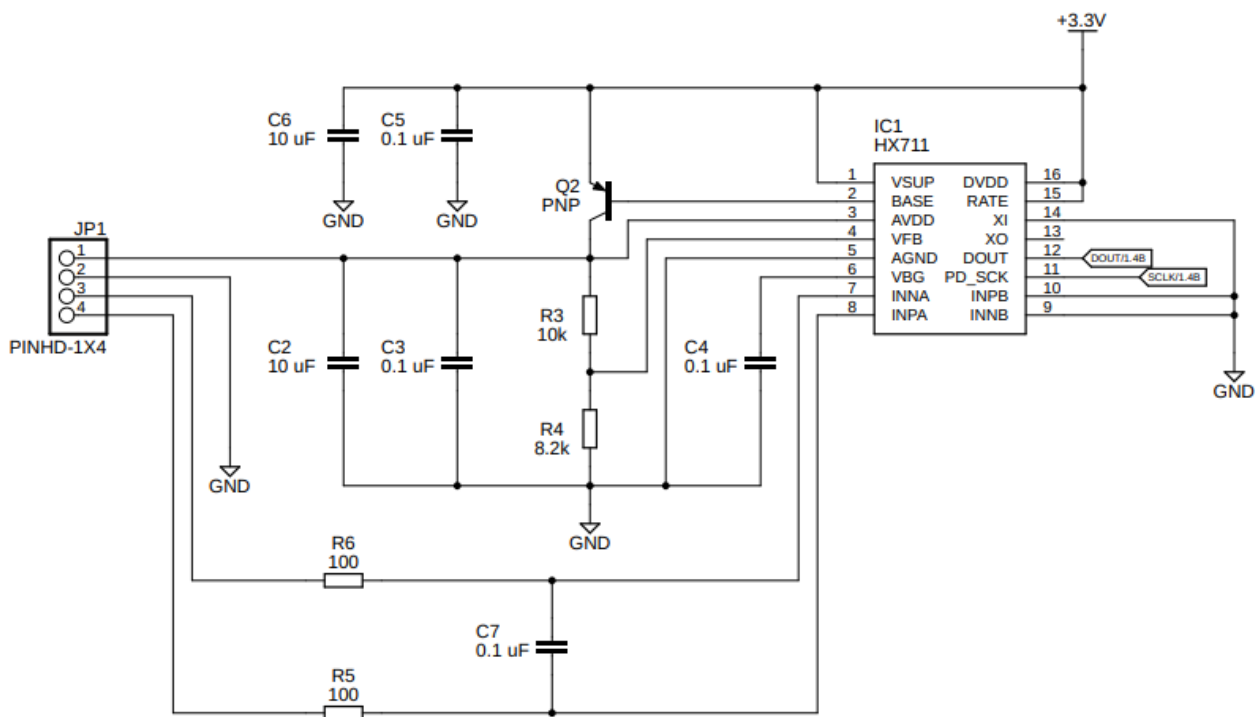 +3.3V
C6
10 uF
C5
0.1 uF
GND
GND
Q2
PNP
IC1
HX711
1 VSUP DVDD 16
2 BASE RATE 15
3 AVDD XI 14
4 VFB XO 13
5 AGND DOUT 12
6 VBG PD_SCK 11
7 INNA INPB 10
8 INPA INNB 9
DOUT/1.4B
SCLK/1.4B
GND
JP1
1
2
3
4
PINHD-1X4
GND
C2
10 uF
C3
0.1 uF
R3
10k
R4
8.2k
C4
0.1 uF
GND
R6
100
C7
0.1 uF
R5
100